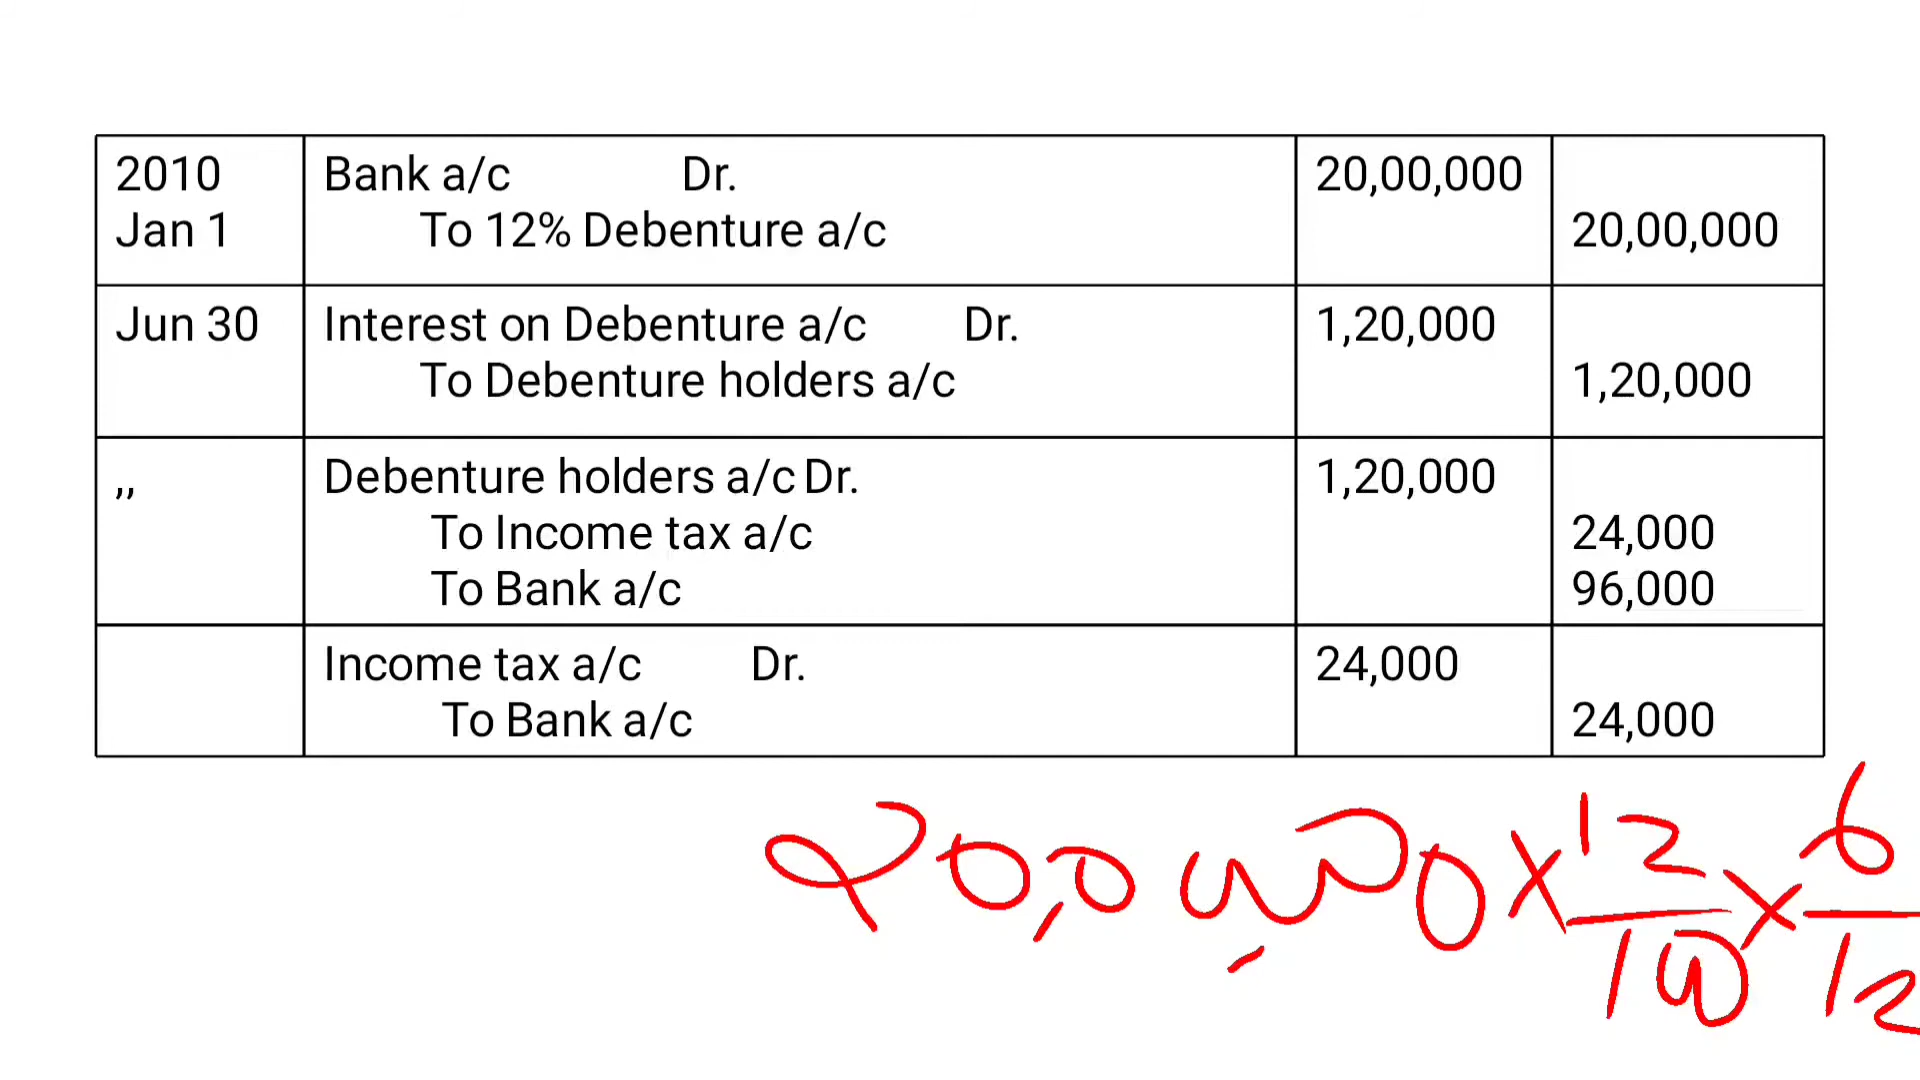 2010 Bank a/c Dr. 20,00,000
Jan 1 To 12% Debenture a/c 20,00,000
Jun 30 Interest on Debenture a/c Dr. 1,20,000
To Debenture holders a/c 1,20,000
,, Debenture holders a/c Dr. 1,20,000
To Income tax a/c 24,000
To Bank a/c 96,000
Income tax a/c Dr. 24,000
To Bank a/c 24,000
20,00,000 x 12/100 x 6/12